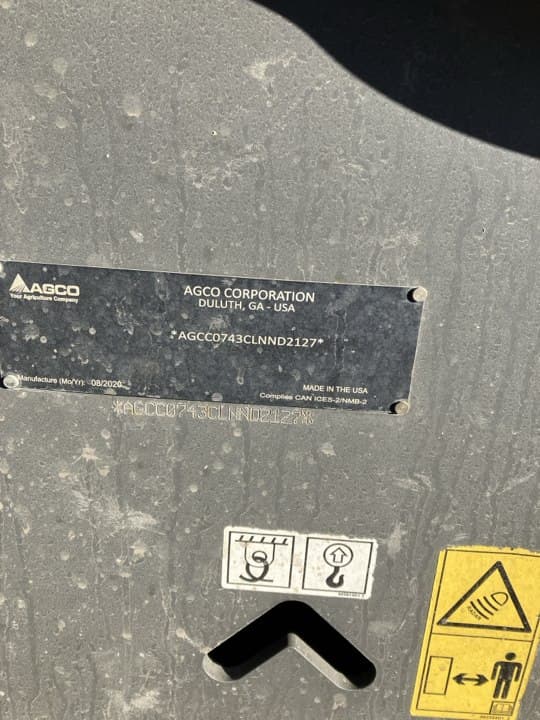 AGCO
Your Agriculture Company
AGCO CORPORATION
DULUTH, GA - USA
*AGCC0743CLNND2127*
Manufacture (Mo/Yr): 08/2020
MADE IN THE USA
Complies CAN ICES-2/NMB-2
*AGCC0743CLNND2127*